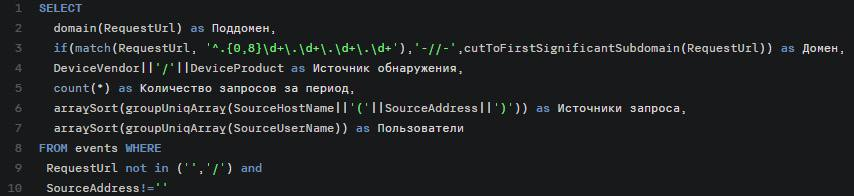 1 SELECT
2 domain(RequestUrl) as Поддомен,
3 if(match(RequestUrl, '^.{0,8}\d+\.\d+\.\d+\.\d+'),'-//-',cutToFirstSignificantSubdomain(RequestUrl)) as Домен,
4 DeviceVendor||'/'||DeviceProduct as Источник обнаружения,
5 count(*) as Количество запросов за период,
6 arraySort(groupUniqArray(SourceHostName||'('||SourceAddress||')')) as Источники запроса,
7 arraySort(groupUniqArray(SourceUserName)) as Пользователи
8 FROM events WHERE
9 RequestUrl not in ('','/') and
10 SourceAddress!=''